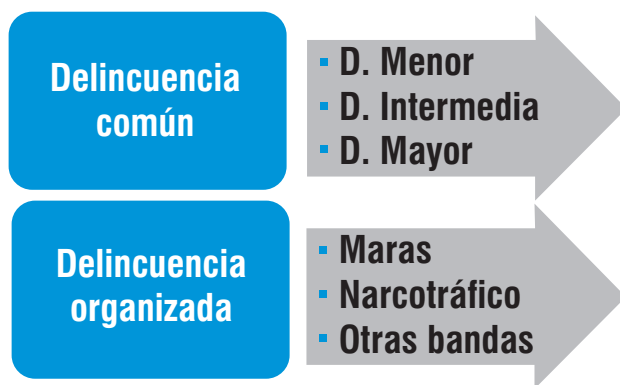 Delincuencia
común
▪ D. Menor
▪ D. Intermedia
▪ D. Mayor
Delincuencia
organizada
▪ Maras
▪ Narcotráfico
▪ Otras bandas